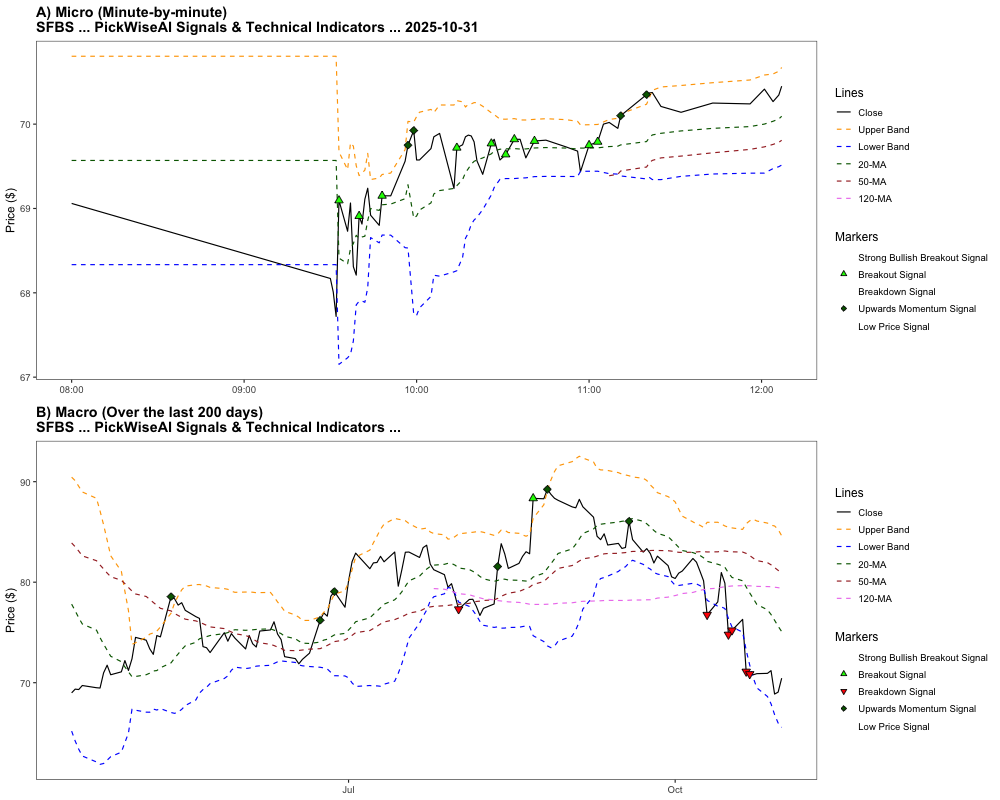 A) Micro (Minute-by-minute)
SFBS ... PickWiseAI Signals & Technical Indicators ... 2025-10-31
Price ($)
70
69
68
67
08:00
09:00
10:00
11:00
12:00
Lines
Close
Upper Band
Lower Band
20-MA
50-MA
120-MA
Markers
Strong Bullish Breakout Signal
Breakout Signal
Breakdown Signal
Upwards Momentum Signal
Low Price Signal
B) Macro (Over the last 200 days)
SFBS ... PickWiseAI Signals & Technical Indicators ...
Price ($)
90
80
70
Jul
Oct
Lines
Close
Upper Band
Lower Band
20-MA
50-MA
120-MA
Markers
Strong Bullish Breakout Signal
Breakout Signal
Breakdown Signal
Upwards Momentum Signal
Low Price Signal